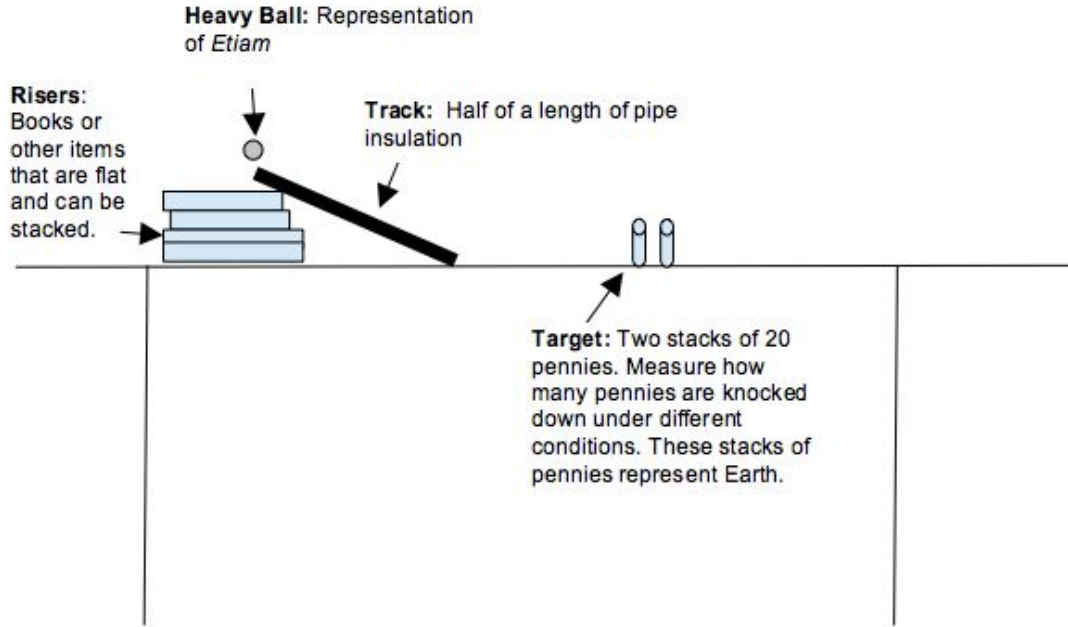 Heavy Ball: Representation
of Etiam
Risers:
Books or
other items
that are flat
and can be
stacked.
Track: Half of a length of pipe
insulation
Target: Two stacks of 20
pennies. Measure how
many pennies are knocked
down under different
conditions. These stacks of
pennies represent Earth.